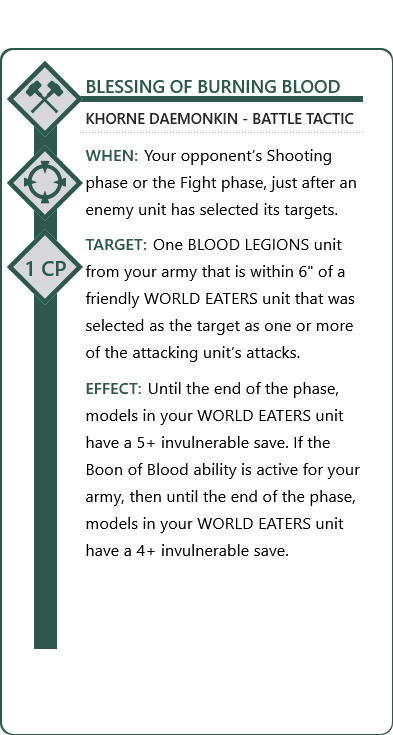 BLESSING OF BURNING BLOOD
KHORNE DAEMONKIN - BATTLE TACTIC
WHEN: Your opponent's Shooting
phase or the Fight phase, just after an
enemy unit has selected its targets.
1 CP
TARGET: One BLOOD LEGIONS unit
from your army that is within 6" of a
friendly WORLD EATERS unit that was
selected as the target as one or more
of the attacking unit's attacks.
EFFECT: Until the end of the phase,
models in your WORLD EATERS unit
have a 5+ invulnerable save. If the
Boon of Blood ability is active for your
army, then until the end of the phase,
models in your WORLD EATERS unit
have a 4+ invulnerable save.